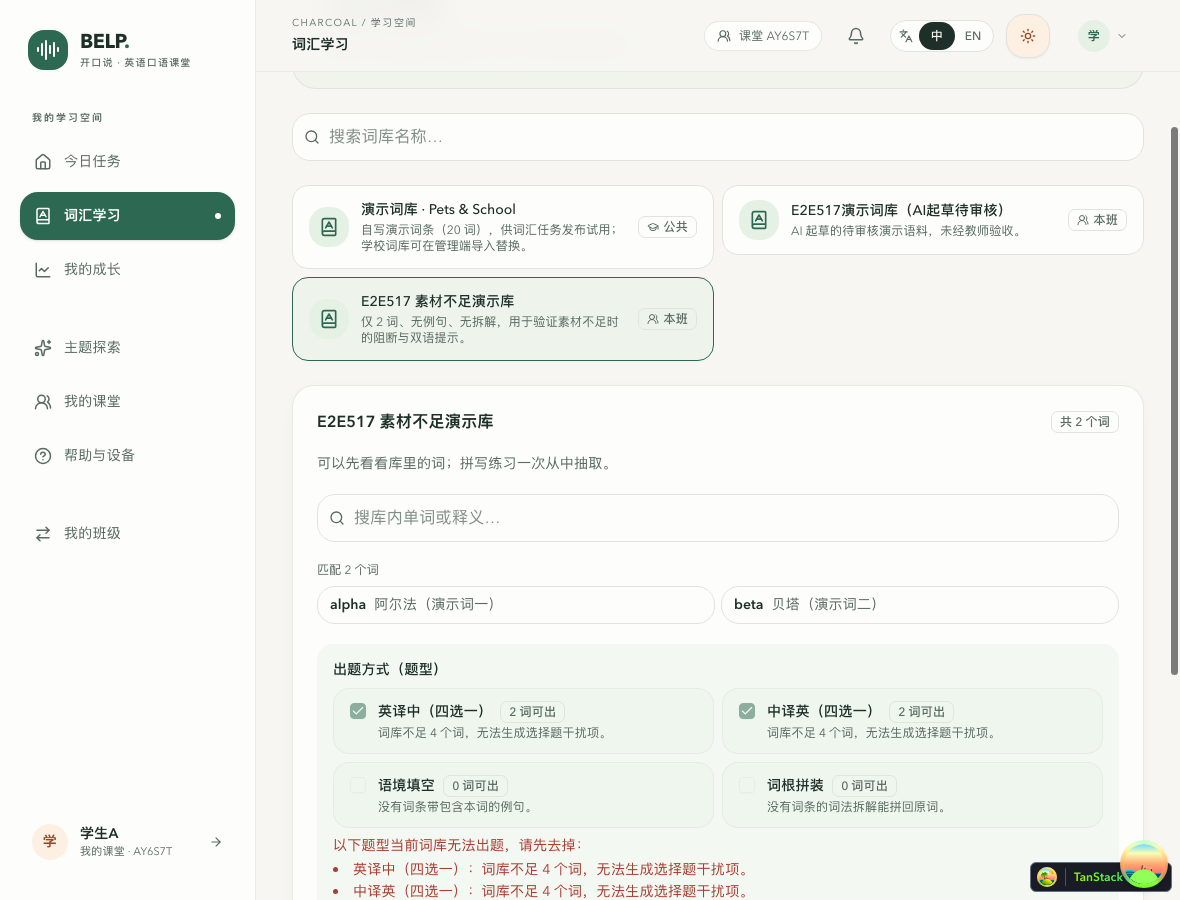 BELP.
开口说 · 英语口语课堂
我的学习空间
今日任务
词汇学习
我的成长
主题探索
我的课堂
帮助与设备
我的班级
学
学生A
我的课堂 · AY6S7T
CHARCOAL / 学习空间
词汇学习
课堂 AY6S7T
中
EN
学
搜索词库名称…
演示词库 · Pets & School
自写演示词条（20 词），供词汇任务发布试用；
学校词库可在管理端导入替换。
公共
E2E517演示词库（AI起草待审核）
AI 起草的待审核演示语料，未经教师验收。
本班
E2E517 素材不足演示库
仅 2 词、无例句、无拆解，用于验证素材不足时
的阻断与双语提示。
本班
E2E517 素材不足演示库
共 2 个词
可以先看看库里的词；拼写练习一次从中抽取。
搜库内单词或释义…
匹配 2 个词
alpha 阿尔法（演示词一）
beta 贝塔（演示词二）
出题方式（题型）
英译中（四选一） 2 词可出
词库不足 4 个词，无法生成选择题干扰项。
中译英（四选一） 2 词可出
词库不足 4 个词，无法生成选择题干扰项。
语境填空 0 词可出
没有词条带包含本词的例句。
词根拼装 0 词可出
没有词条的词法拆解能拼回原词。
以下题型当前词库无法出题，请先去掉：
英译中（四选一）：词库不足 4 个词，无法生成选择题干扰项。
中译英（四选一）：词库不足 4 个词，无法生成选择题干扰项。
TanStack